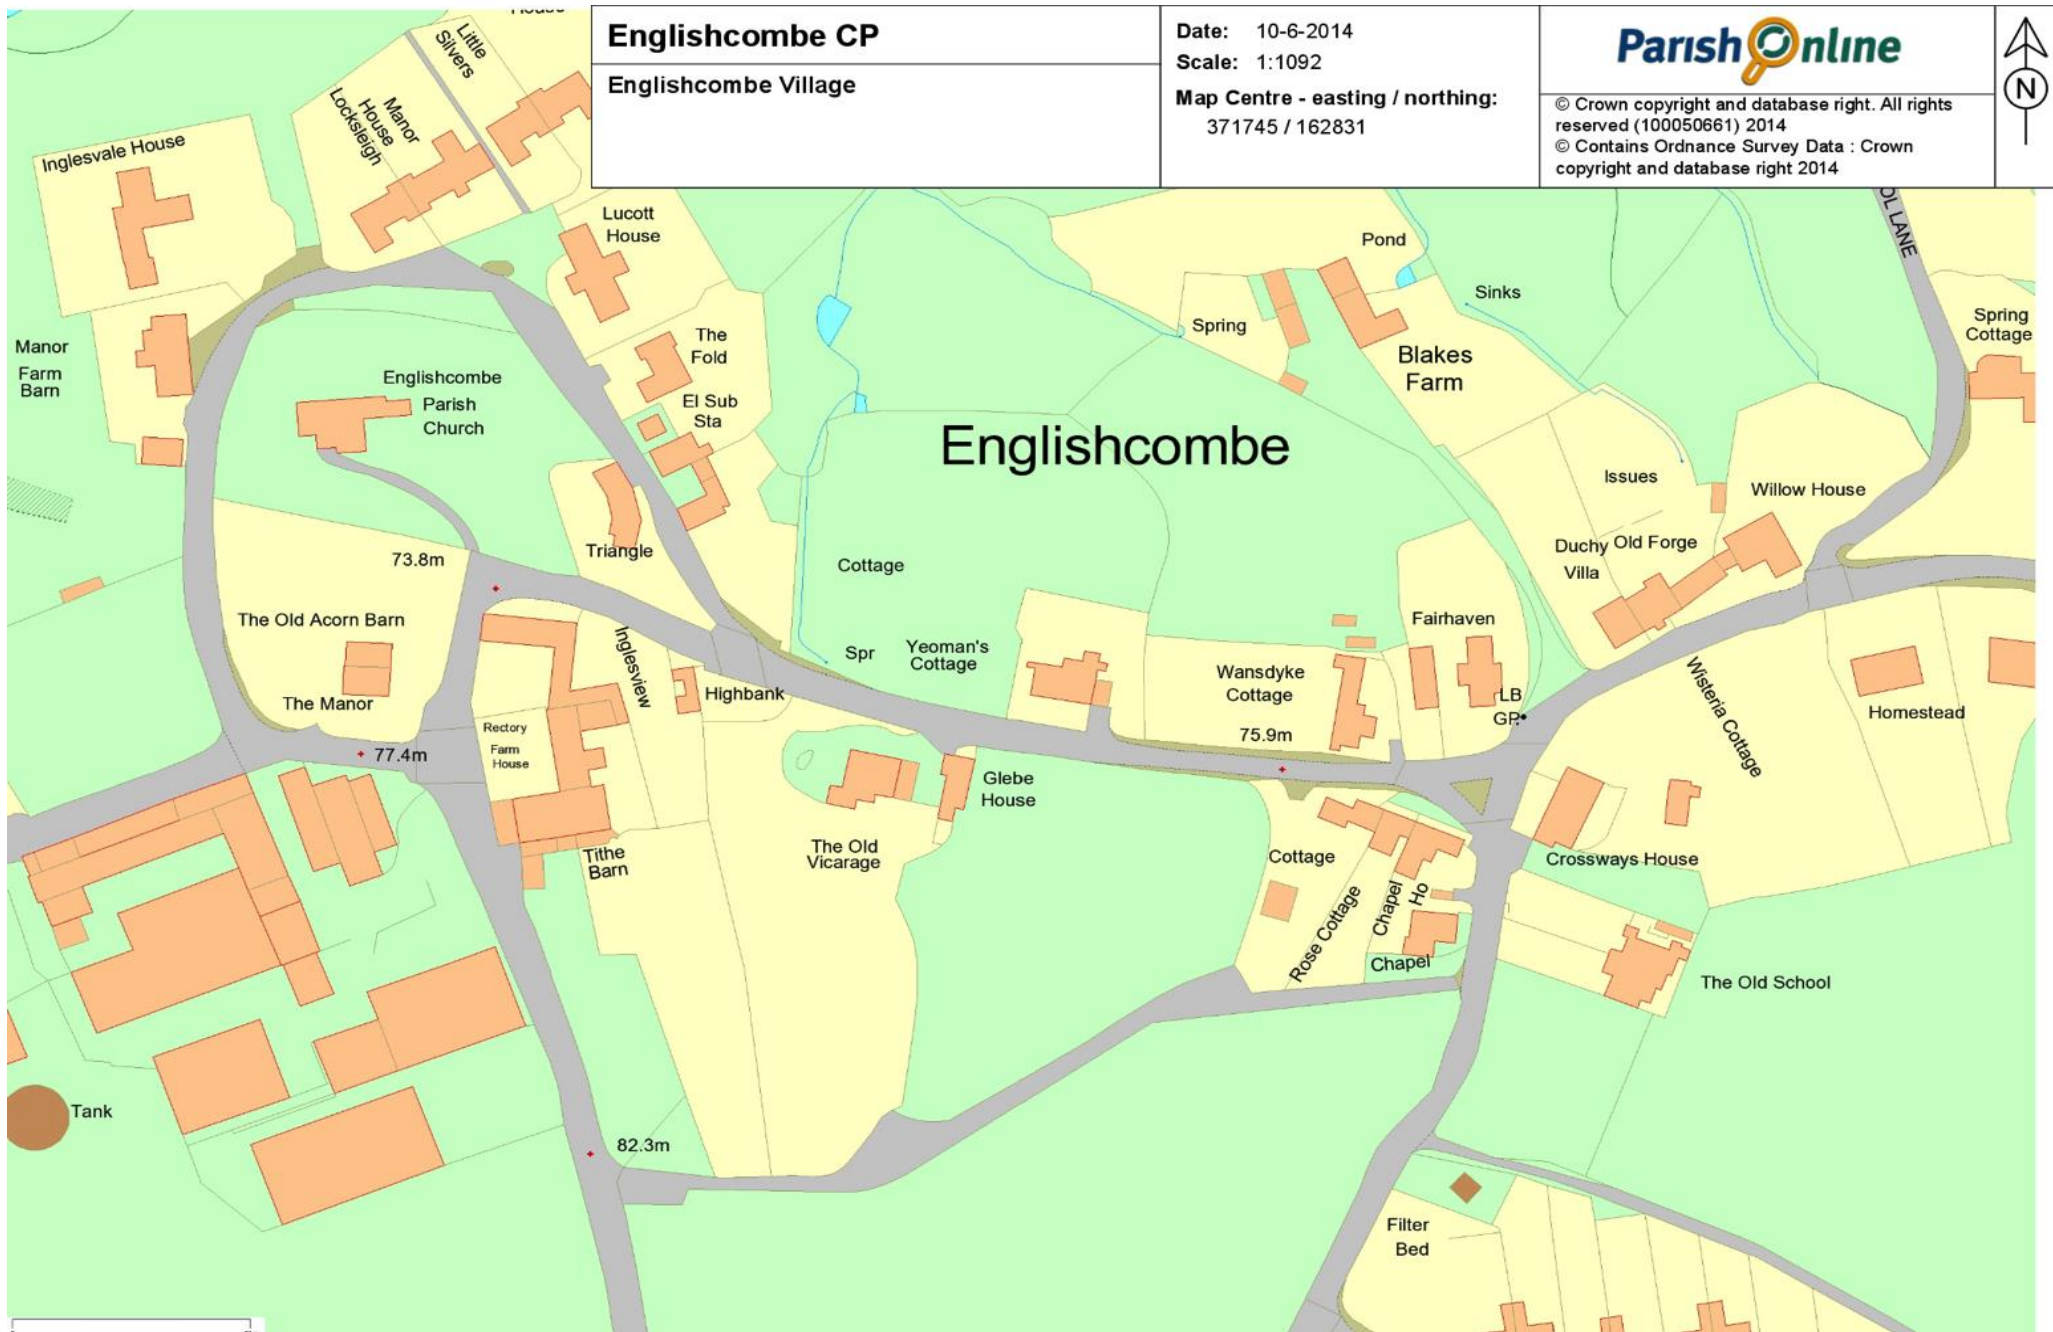 Englishcombe CP
Englishcombe Village
Date: 10-6-2014
Scale: 1:1092
Map Centre - easting / northing:
371745 / 162831
Parish Online
© Crown copyright and database right. All rights
reserved (100050661) 2014
© Contains Ordnance Survey Data : Crown
copyright and database right 2014
N
Little
Silvers
Manor
House
Locksleigh
Inglesvale House
Lucott
House
Pond
OL LANE
Sinks
Spring
Spring
Cottage
The
Fold
Manor
Farm
Barn
Blakes
Farm
Englishcombe
Parish
Church
El Sub
Sta
Englishcombe
Issues
Willow House
Triangle
73.8m
Cottage
Duchy
Villa
Old Forge
The Old Acorn Barn
Fairhaven
Inglesview
Spr
Yeoman's
Cottage
Wansdyke
Cottage
Highbank
The Manor
LB
GP
Wisteria Cottage
Homestead
Rectory
Farm
House
75.9m
77.4m
Glebe
House
The Old
Vicarage
Tithe
Barn
Cottage
Crossways House
Rose Cottage
Chapel
Ho
Chapel
The Old School
Tank
82.3m
Filter
Bed